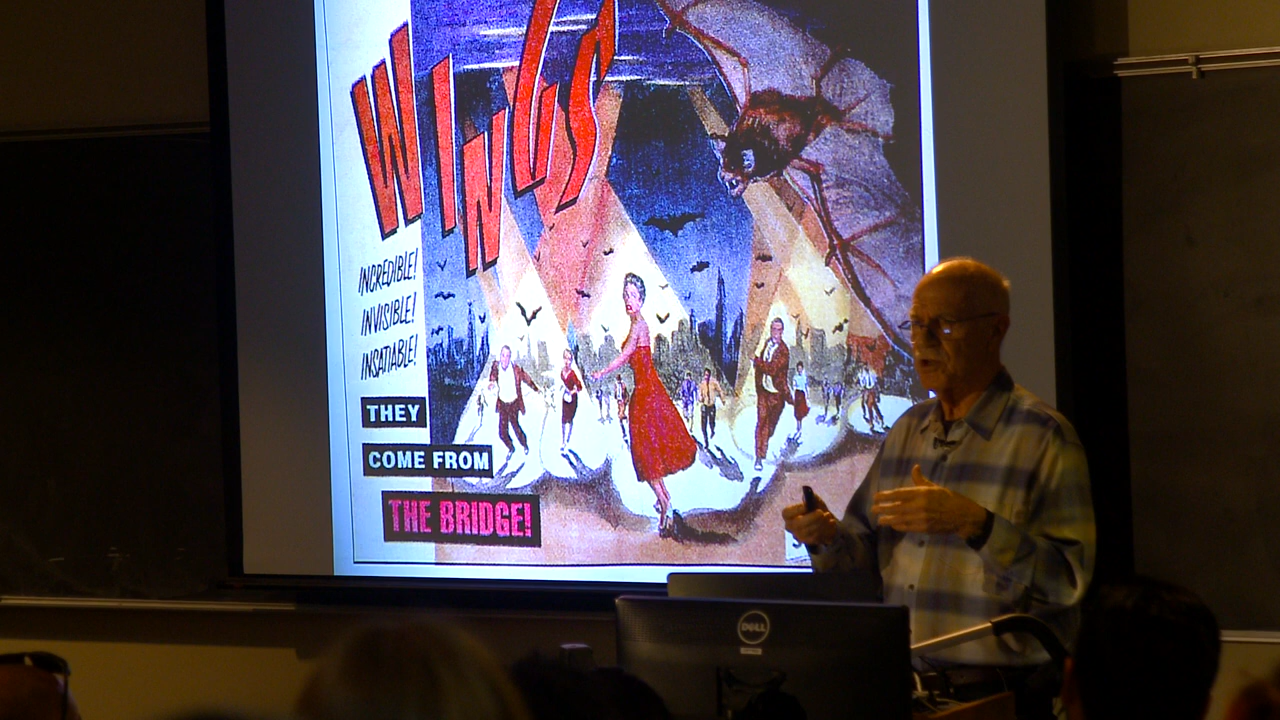 WINGS
INCREDIBLE!
INVISIBLE!
INSATIABLE!
THEY
COME FROM
THE BRIDGE!
DELL